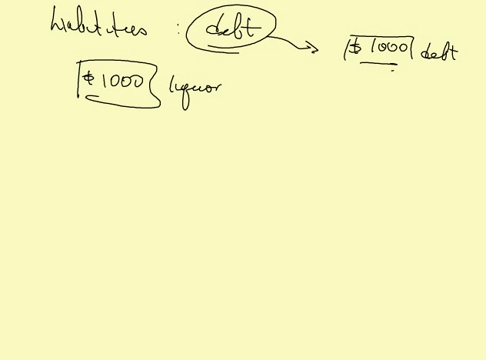 Liabilities : debt
$ 1000 debt
$ 1000 liquor